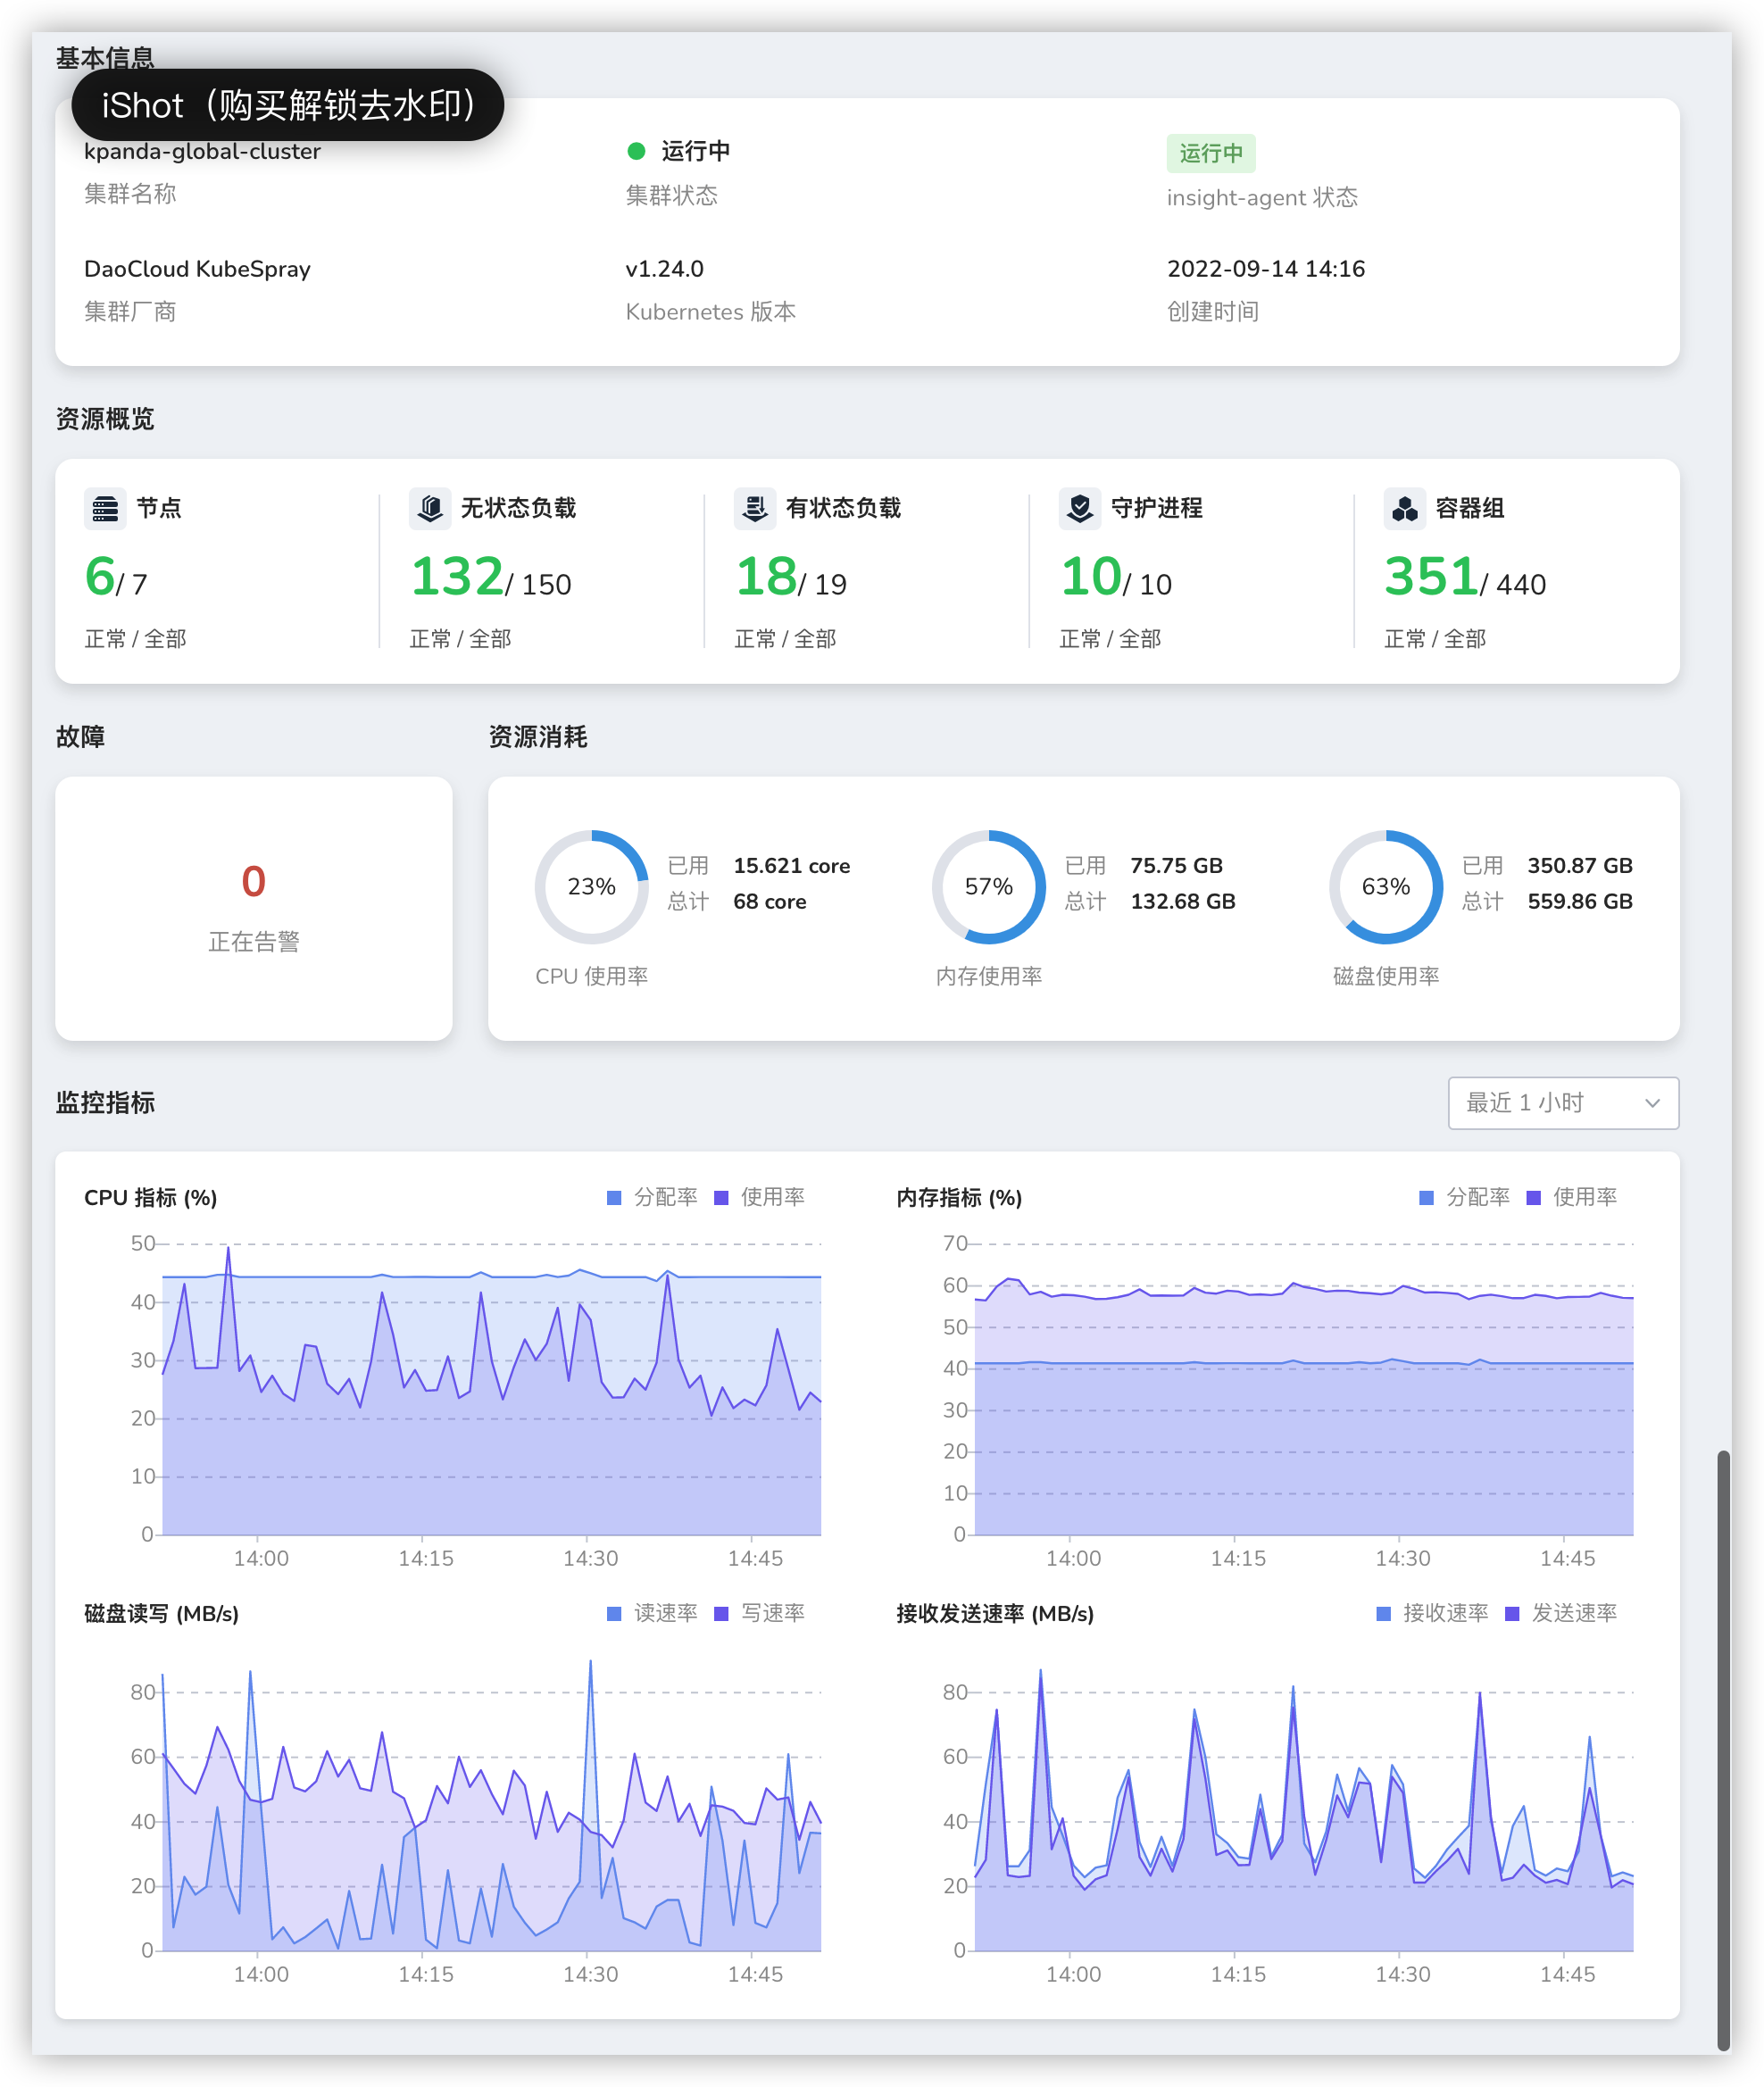 基本信息
iShot（购买解锁去水印）
kpanda-global-cluster
集群名称
运行中
集群状态
运行中
insight-agent 状态
DaoCloud KubeSpray
集群厂商
v1.24.0
Kubernetes 版本
2022-09-14 14:16
创建时间
资源概览
节点
6/ 7
正常 / 全部
无状态负载
132/ 150
正常 / 全部
有状态负载
18/ 19
正常 / 全部
守护进程
10/ 10
正常 / 全部
容器组
351/ 440
正常 / 全部
故障
0
正在告警
资源消耗
23%
已用 15.621 core
总计 68 core
CPU 使用率
57%
已用 75.75 GB
总计 132.68 GB
内存使用率
63%
已用 350.87 GB
总计 559.86 GB
磁盘使用率
监控指标
最近 1 小时
CPU 指标 (%)
分配率 使用率
50
40
30
20
10
0
14:00 14:15 14:30 14:45
内存指标 (%)
分配率 使用率
70
60
50
40
30
20
10
0
14:00 14:15 14:30 14:45
磁盘读写 (MB/s)
读速率 写速率
80
60
40
20
0
14:00 14:15 14:30 14:45
接收发送速率 (MB/s)
接收速率 发送速率
80
60
40
20
0
14:00 14:15 14:30 14:45